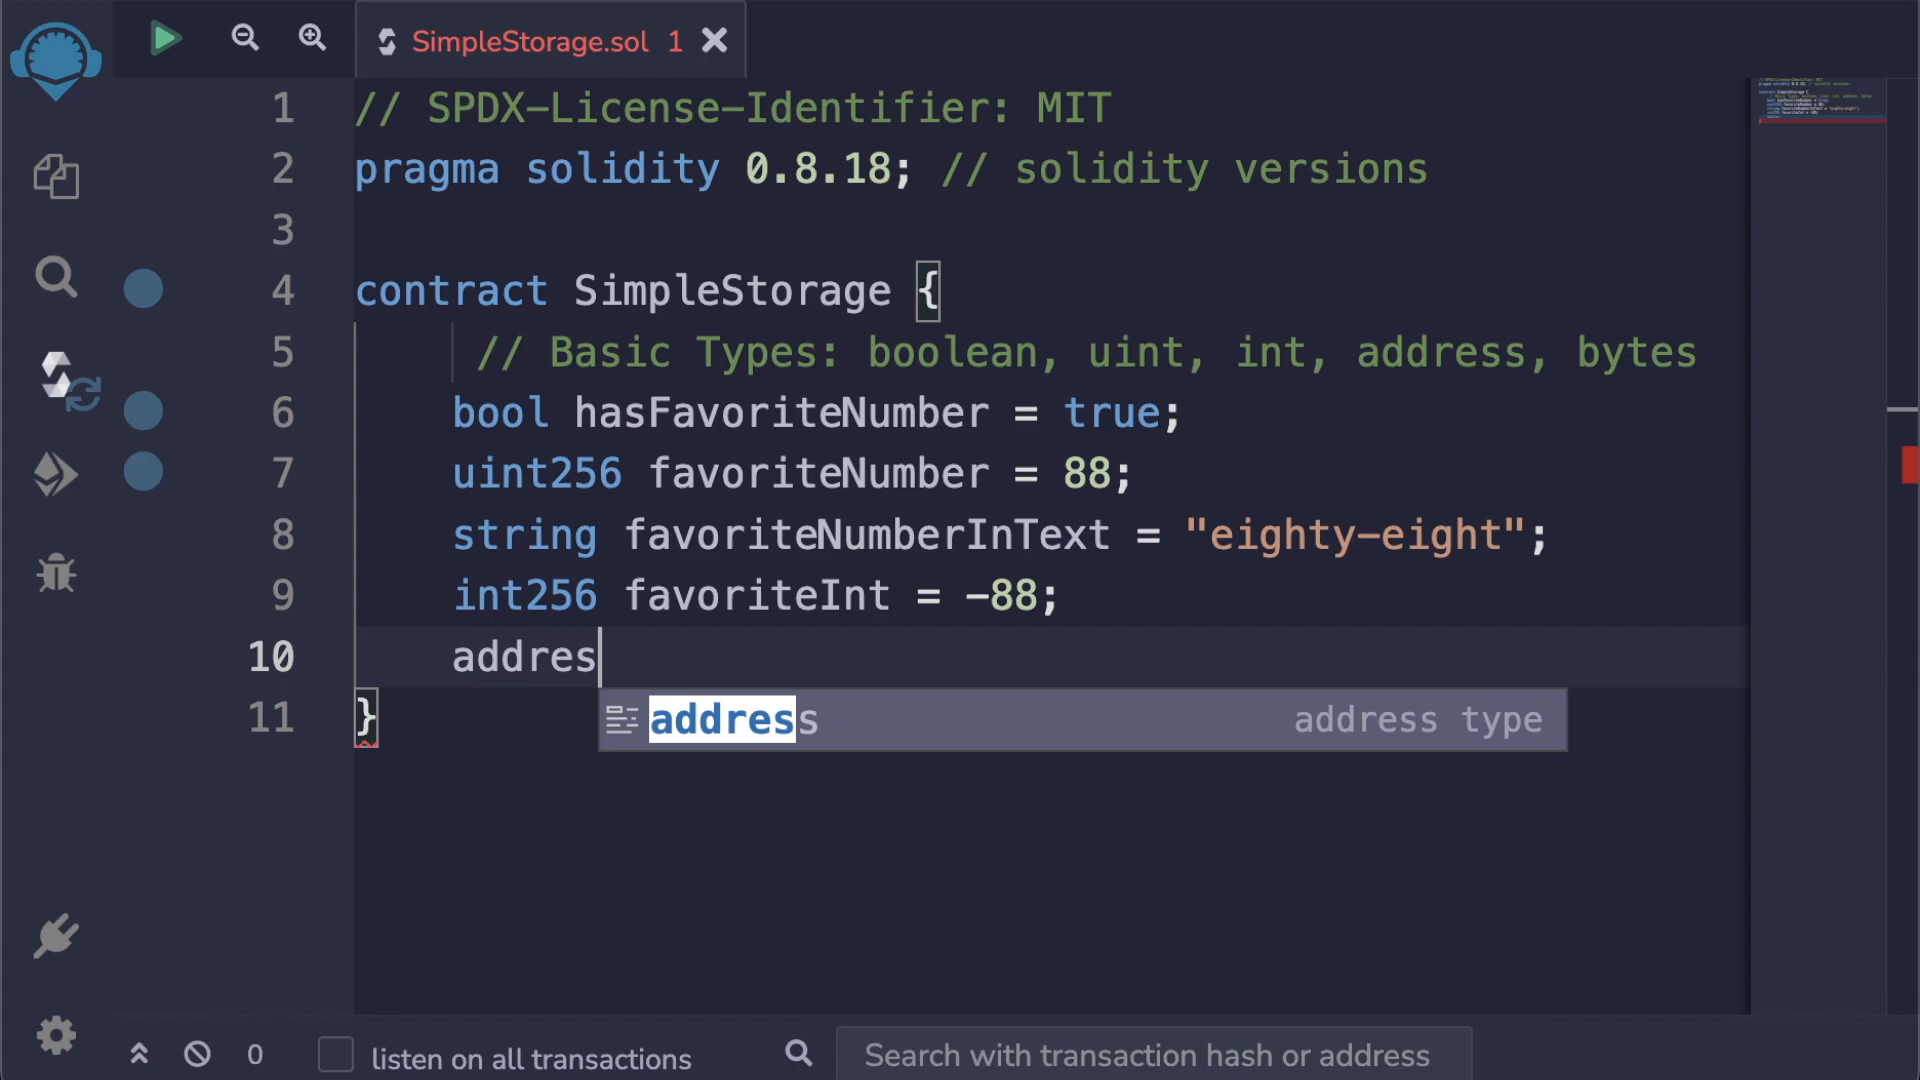 SimpleStorage.sol 1
1 // SPDX-License-Identifier: MIT
2 pragma solidity 0.8.18; // solidity versions
3
4 contract SimpleStorage {
5 // Basic Types: boolean, uint, int, address, bytes
6 bool hasFavoriteNumber = true;
7 uint256 favoriteNumber = 88;
8 string favoriteNumberInText = "eighty-eight";
9 int256 favoriteInt = -88;
10 addres
address address type
11 }
0 listen on all transactions Search with transaction hash or address